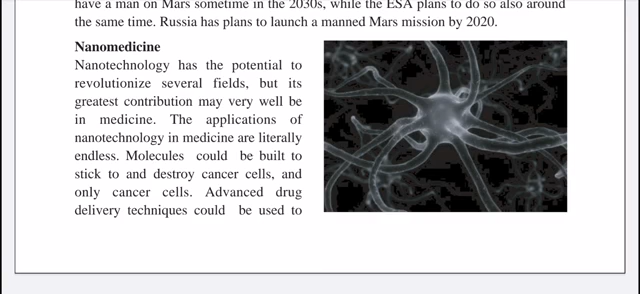 have a man on Mars sometime in the 2030s, while the ESA plans to do so also around
the same time. Russia has plans to launch a manned Mars mission by 2020.
Nanomedicine
Nanotechnology has the potential to
revolutionize several fields, but its
greatest contribution may very well be
in medicine. The applications of
nanotechnology in medicine are literally
endless. Molecules could be built to
stick to and destroy cancer cells, and
only cancer cells. Advanced drug
delivery techniques could be used to